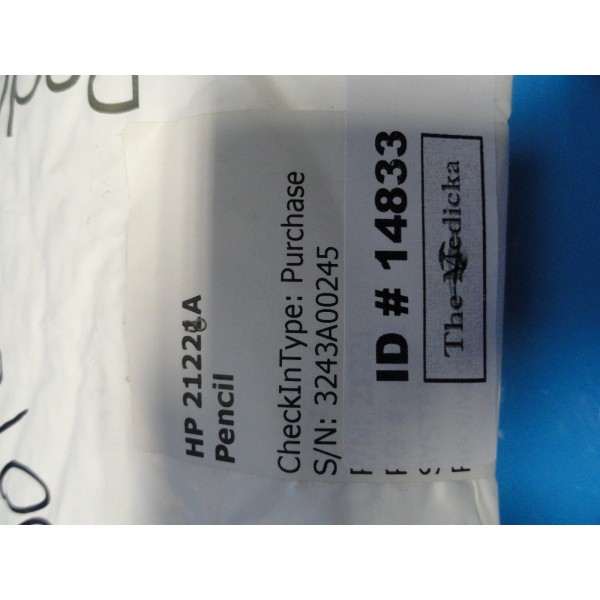 HP 21221A
Pencil
CheckInType: Purchase
S/N: 3243A00245
ID # 14833
The Medicka